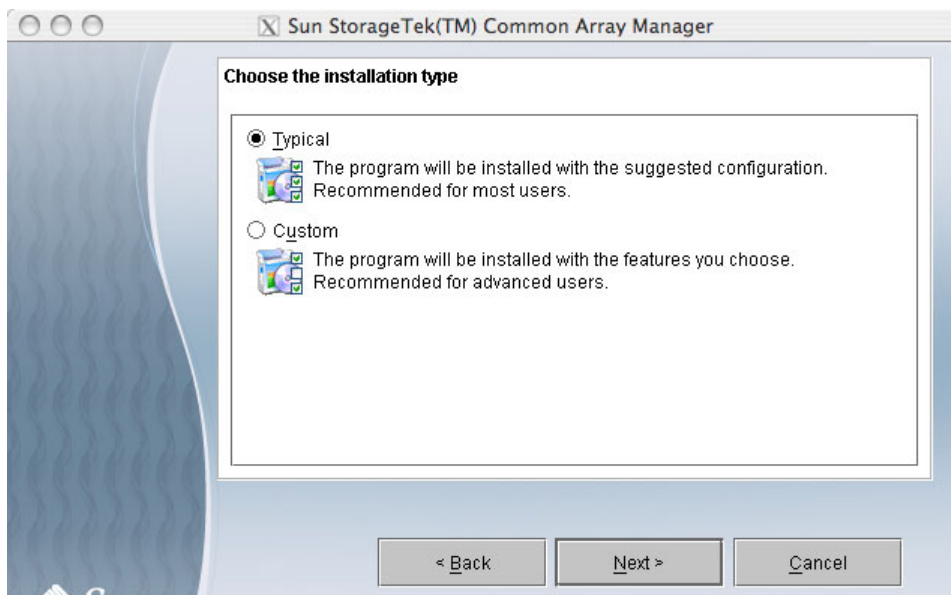 Sun StorageTek(TM) Common Array Manager
Choose the installation type
Typical
The program will be installed with the suggested configuration.
Recommended for most users.
Custom
The program will be installed with the features you choose.
Recommended for advanced users.
< Back
Next >
Cancel